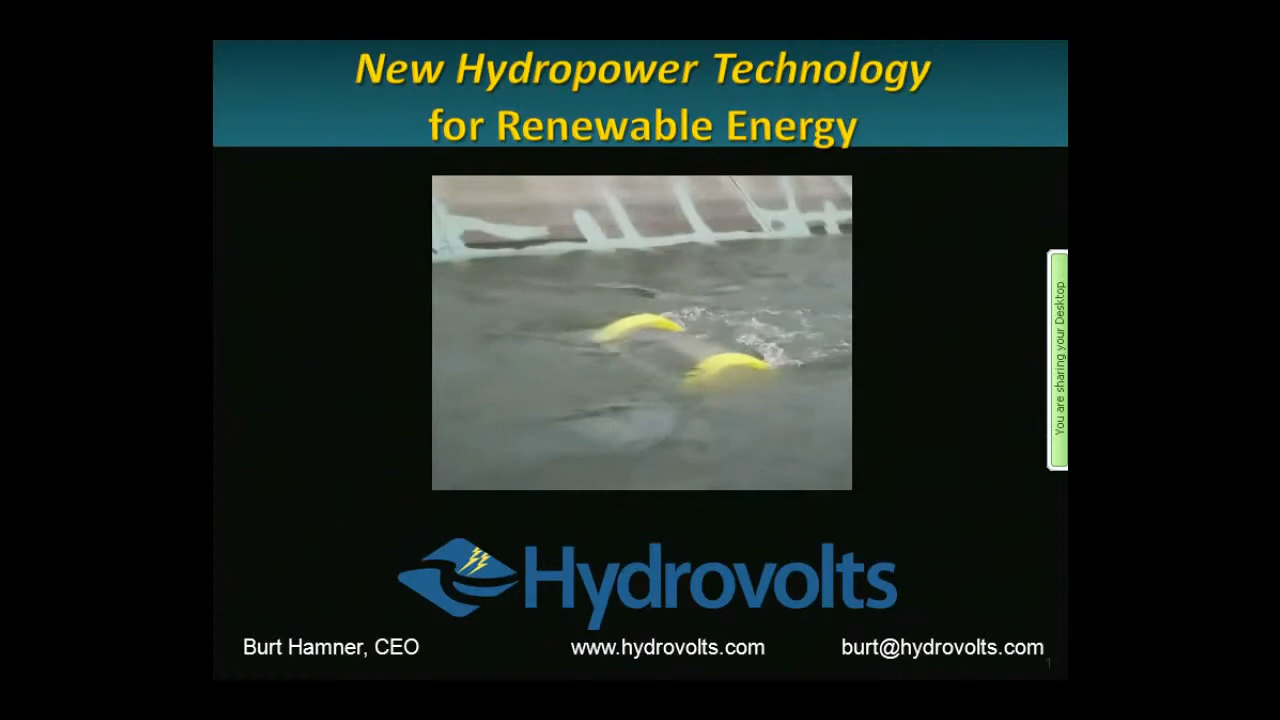 New Hydropower Technology
for Renewable Energy
You are sharing your Desktop
Hydrovolts
Burt Hamner, CEO
www.hydrovolts.com
burt@hydrovolts.com
1